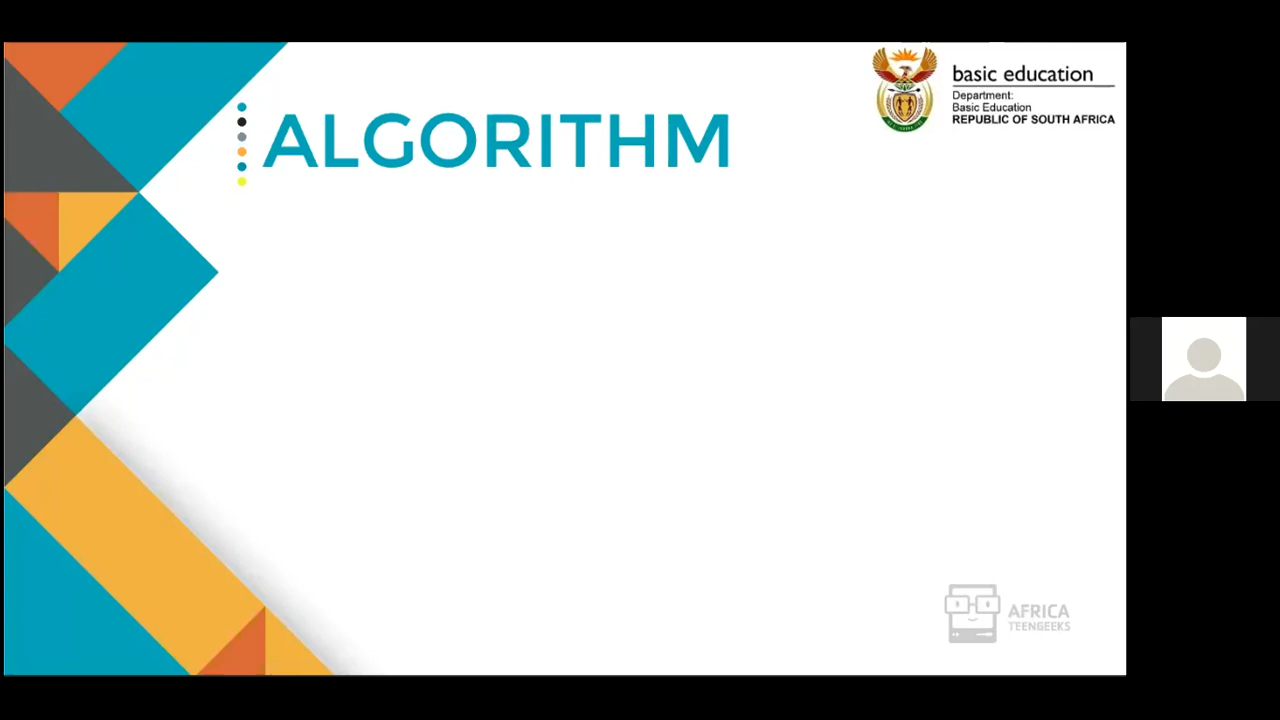 ALGORITHM
basic education
Department:
Basic Education
REPUBLIC OF SOUTH AFRICA
AFRICA
TEENGEEKS